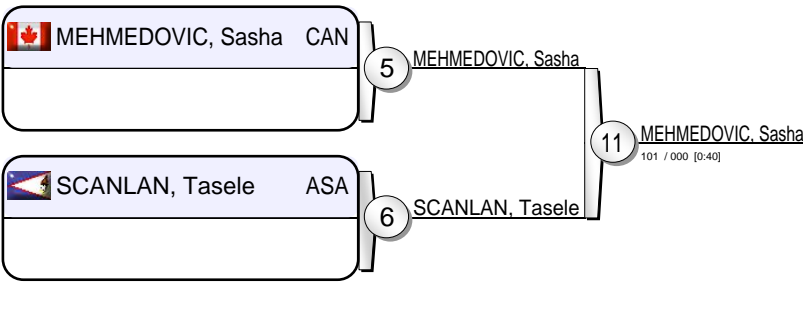 MEHMEDOVIC, Sasha CAN
5
MEHMEDOVIC, Sasha
11
MEHMEDOVIC, Sasha
101 / 000 [0:40]
SCANLAN, Tasele ASA
6
SCANLAN, Tasele